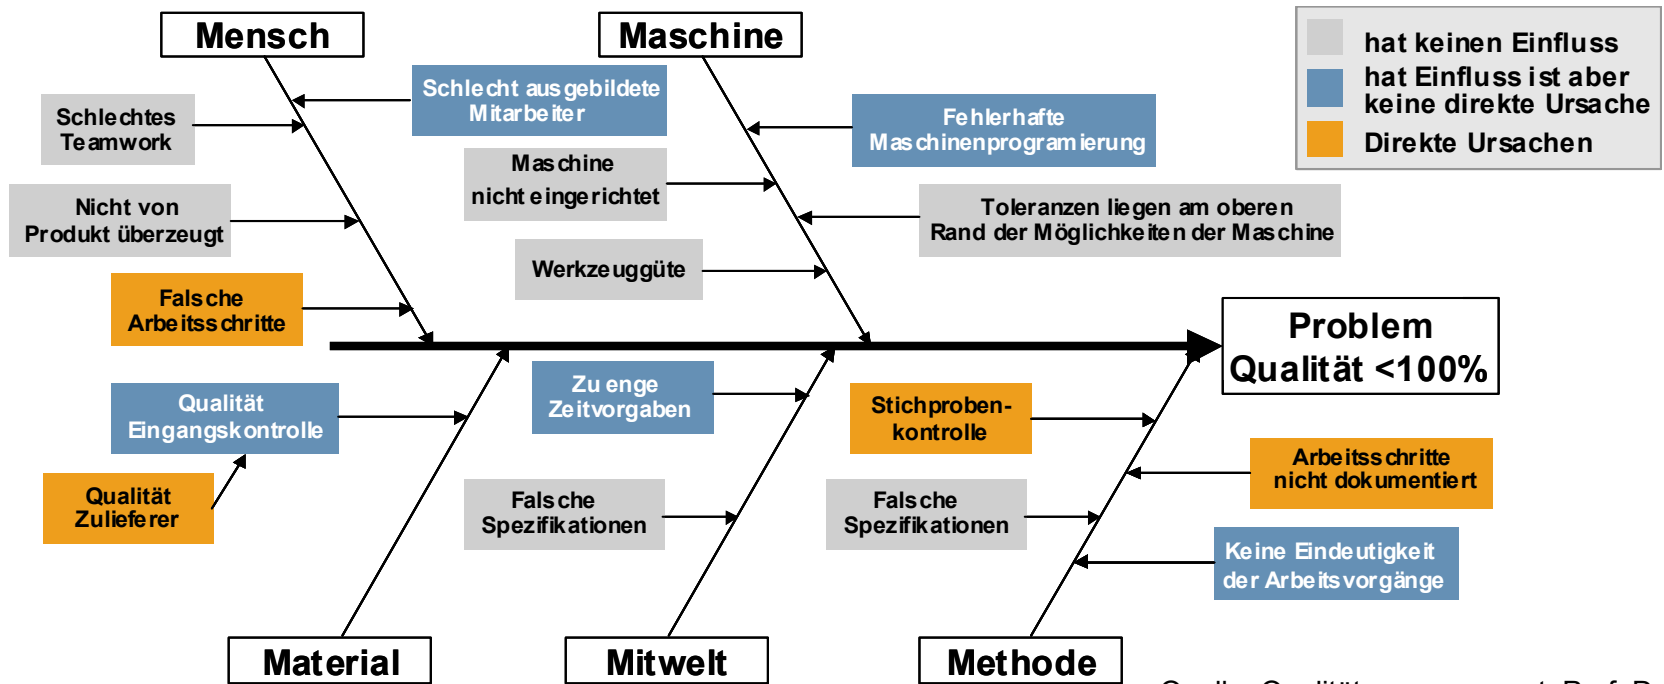 Mensch
Maschine
hat keinen Einfluss
hat Einfluss ist aber
keine direkte Ursache
Direkte Ursachen
Schlecht ausgebildete
Mitarbeiter
Schlechtes
Teamwork
Fehlerhafte
Maschinenprogramierung
Maschine
nicht eingerichtet
Nicht von
Produkt überzeugt
Toleranzen liegen am oberen
Rand der Möglichkeiten der Maschine
Werkzeuggüte
Falsche
Arbeitsschritte
Problem
Qualität <100%
Qualität
Eingangskontrolle
Zu enge
Zeitvorgaben
Stichproben-
kontrolle
Arbeitsschritte
nicht dokumentiert
Qualität
Zulieferer
Falsche
Spezifikationen
Falsche
Spezifikationen
Keine Eindeutigkeit
der Arbeitsvorgänge
Material
Mitwelt
Methode